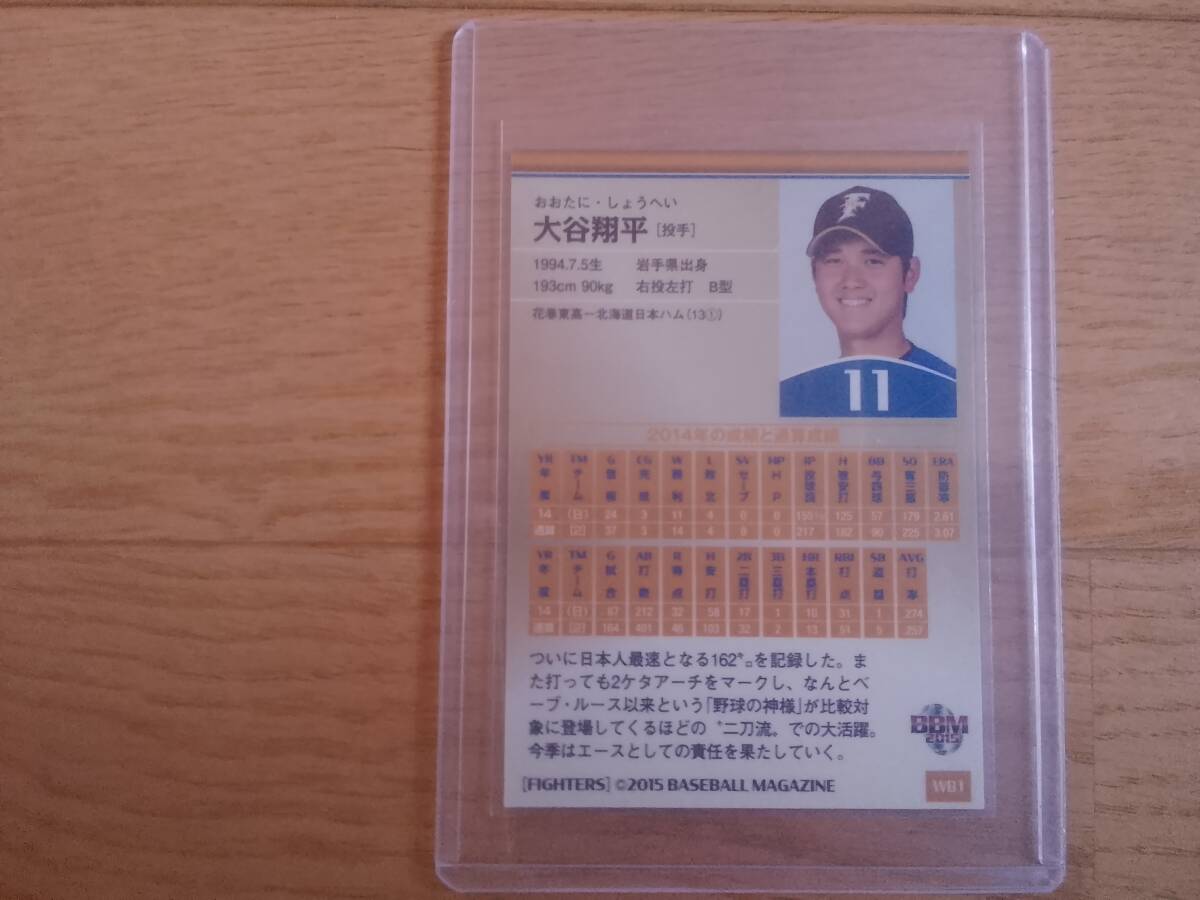 おおたに・しょうへい
大谷翔平 [投手]
1994.7.5生 岩手県出身
193cm 90kg 右投左打 B型
花巻東高ー北海道日本ハム(13①)
F
11
2014年の成績と通算成績
YR TM G CG W L SV HP IP H BB SO ERA
年度 チーム 登板 完投 勝利 敗北 セーブ HP 投球回 被安打 与四球 奪三振 防御率
14 (日) 24 3 11 4 0 0 155 125 57 179 2.61
通算 [2] 37 3 14 4 0 0 217 182 90 225 3.07
YR TM G AB R H 2B 3B HR RBI SB AVG
年度 チーム 試合 打数 得点 安打 二塁打 三塁打 本塁打 打点 盗塁 打率
14 (日) 87 212 32 58 17 1 10 31 1 .274
通算 [2] 164 401 46 103 32 2 13 51 5 .257
ついに日本人最速となる162㌔を記録した。ま
た打っても2ケタアーチをマークし、なんとベ
ーブ・ルース以来という「野球の神様」が比較対
象に登場してくるほどの〝二刀流〟での大活躍。
今季はエースとしての責任を果たしていく。
BBM
2015
[FIGHTERS] ©2015 BASEBALL MAGAZINE
WB1